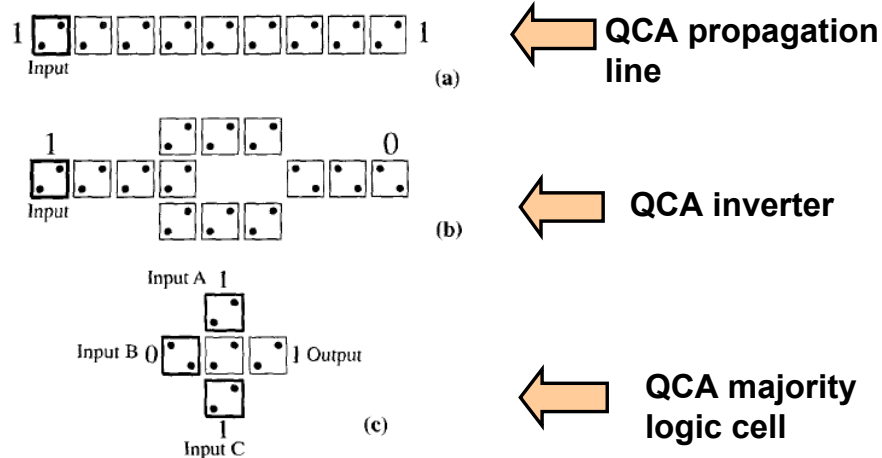 1
1
Input
(a)
QCA propagation
line
1
0
Input
(b)
QCA inverter
Input A 1
Input B 0
1 Output
1
Input C
(c)
QCA majority
logic cell